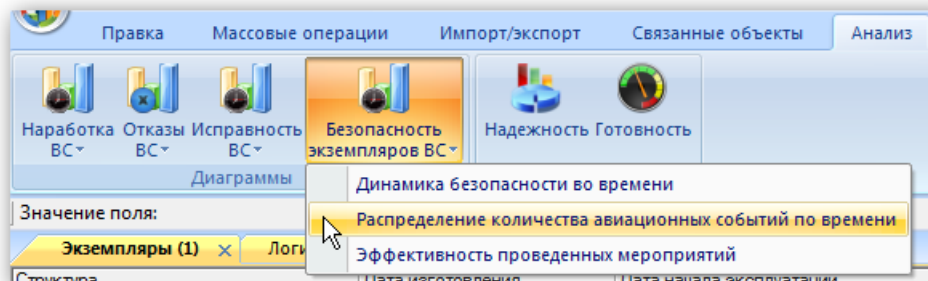 Правка Массовые операции Импорт/экспорт Связанные объекты Анализ
Наработка ВС
Отказы ВС
Исправность ВС
Безопасность экземпляров ВС
Надежность
Готовность
Диаграммы
Динамика безопасности во времени
Значение поля:
Распределение количества авиационных событий по времени
Экземпляры (1)
Логи
Эффективность проведенных мероприятий
Структура
Дата изготовления
Дата начала эксплуатации